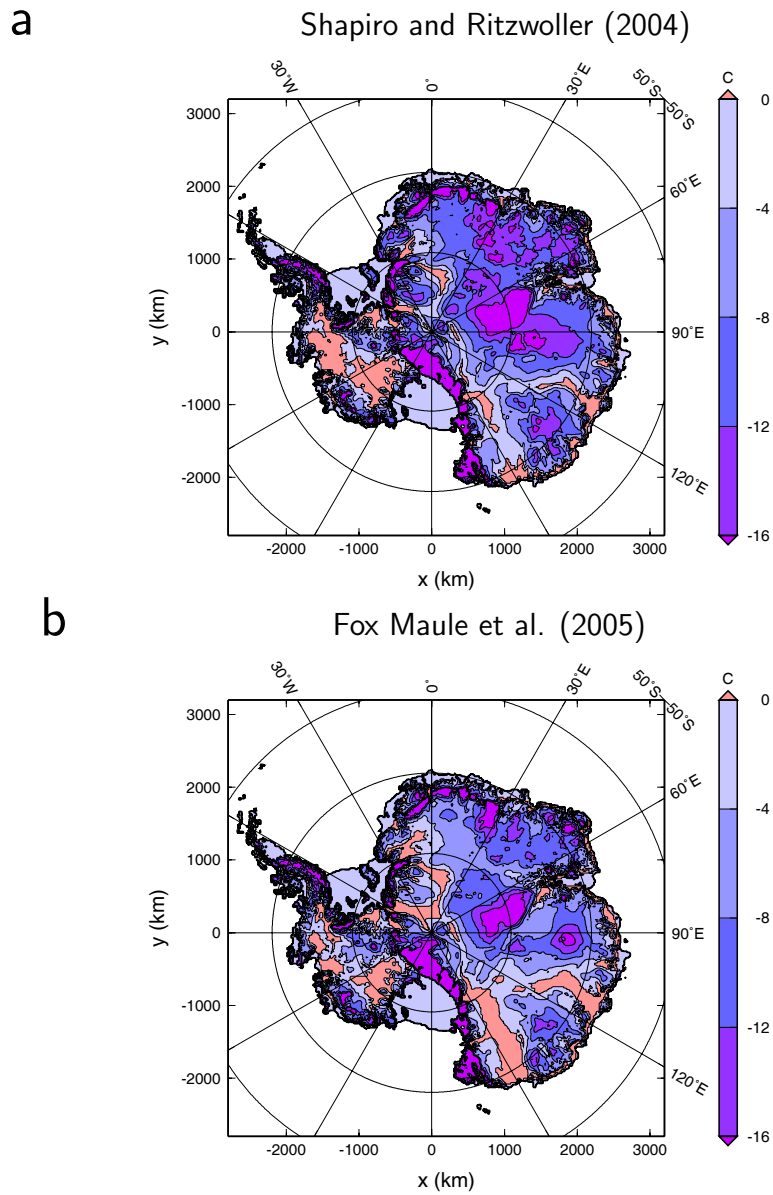 a
Shapiro and Ritzwoller (2004)
30˚W
0˚
30˚E
50˚S
50˚S
60˚E
90˚E
120˚E
3000
2000
1000
0
-1000
-2000
y (km)
-2000
-1000
0
1000
2000
3000
x (km)
C
0
-4
-8
-12
-16
b
Fox Maule et al. (2005)
30˚W
0˚
30˚E
50˚S
50˚S
60˚E
90˚E
120˚E
3000
2000
1000
0
-1000
-2000
y (km)
-2000
-1000
0
1000
2000
3000
x (km)
C
0
-4
-8
-12
-16